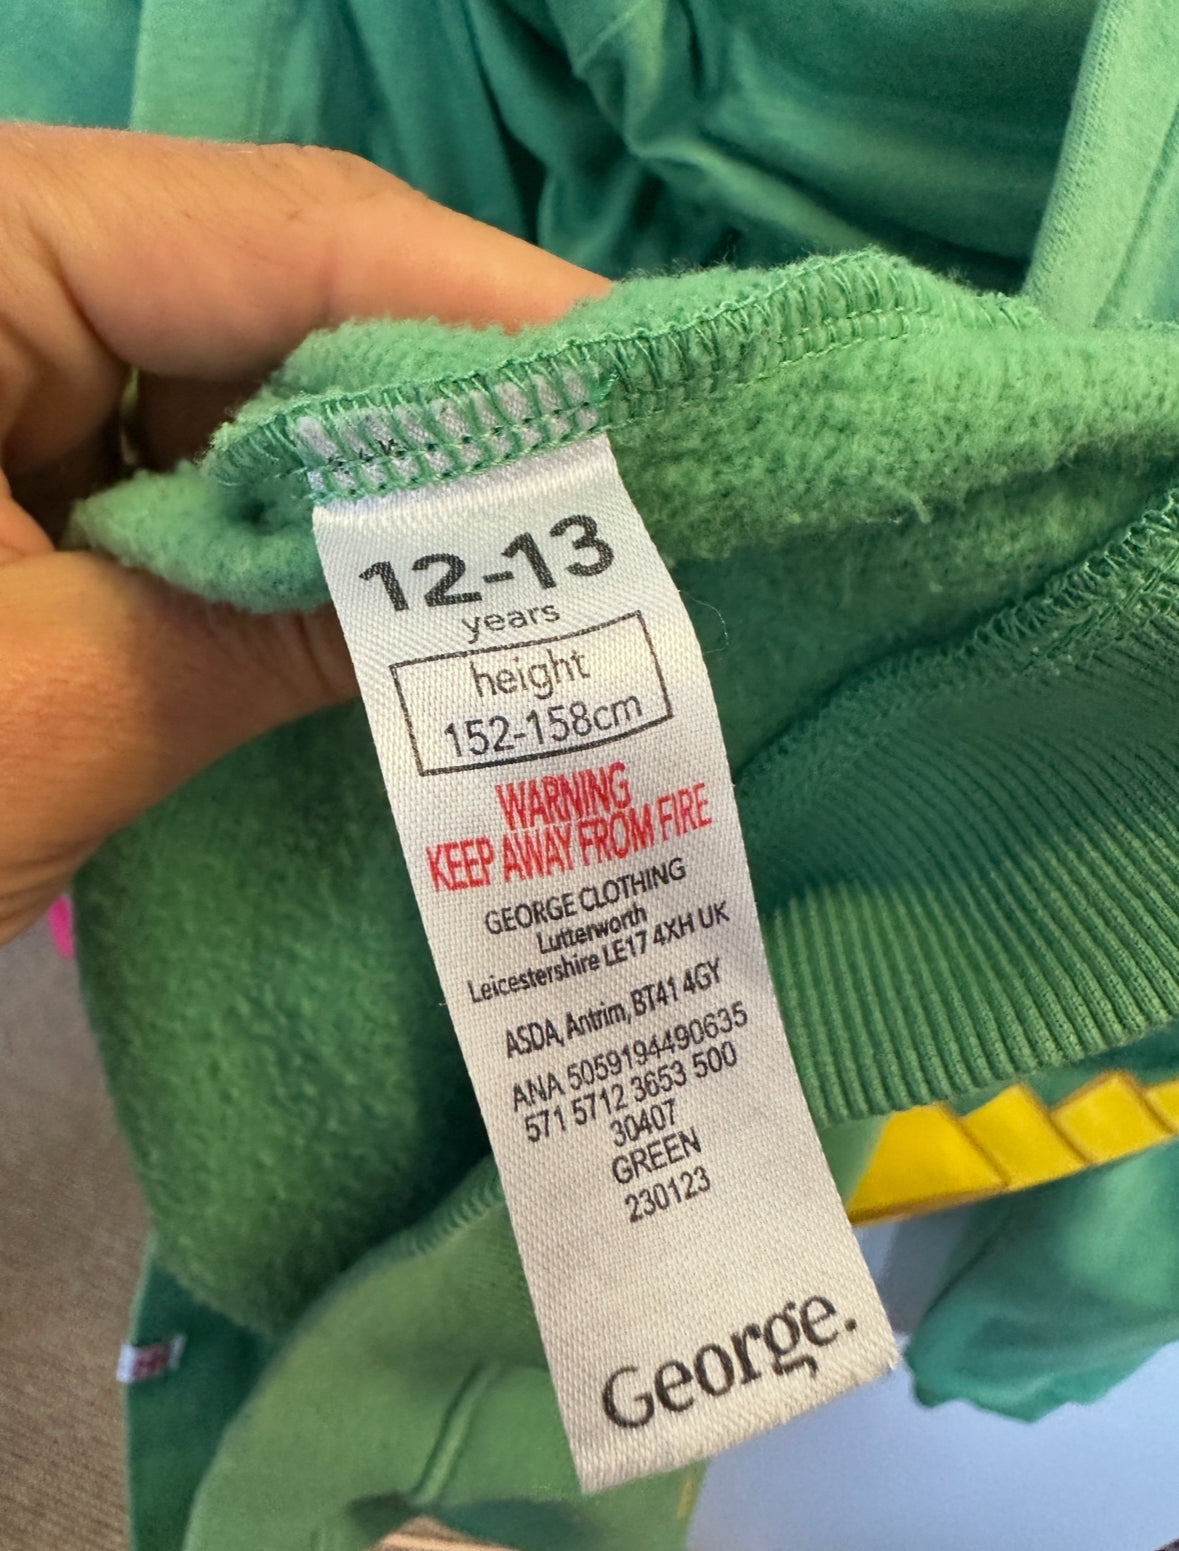 12-13
years
height
152-158cm
WARNING
KEEP AWAY FROM FIRE
GEORGE CLOTHING
Lutterworth
Leicestershire LE17 4XH UK
ASDA, Antrim, BT41 4GY
ANA 5059194490635
571 5712 3653 500
30407
GREEN
230123
George.